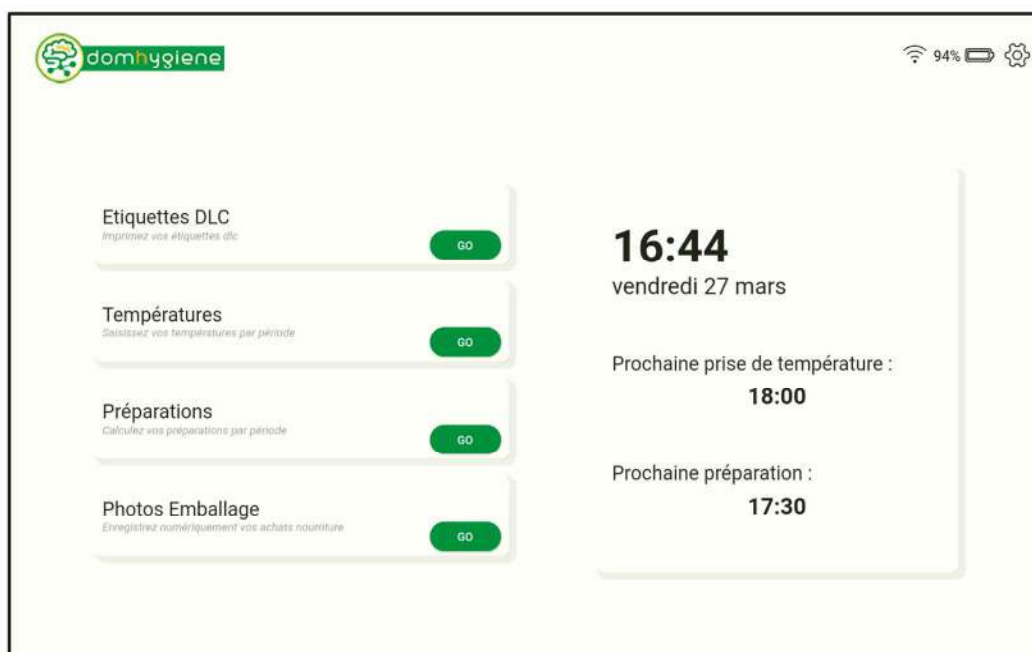 domhygiene
94%
Etiquettes DLC
Imprimez vos étiquettes dlc
GO
Températures
Saisissez vos températures par période
GO
Préparations
Calculez vos préparations par période
GO
Photos Emballage
Enregistrez numériquement vos achats nourriture
GO
16:44
vendredi 27 mars
Prochaine prise de température :
18:00
Prochaine préparation :
17:30